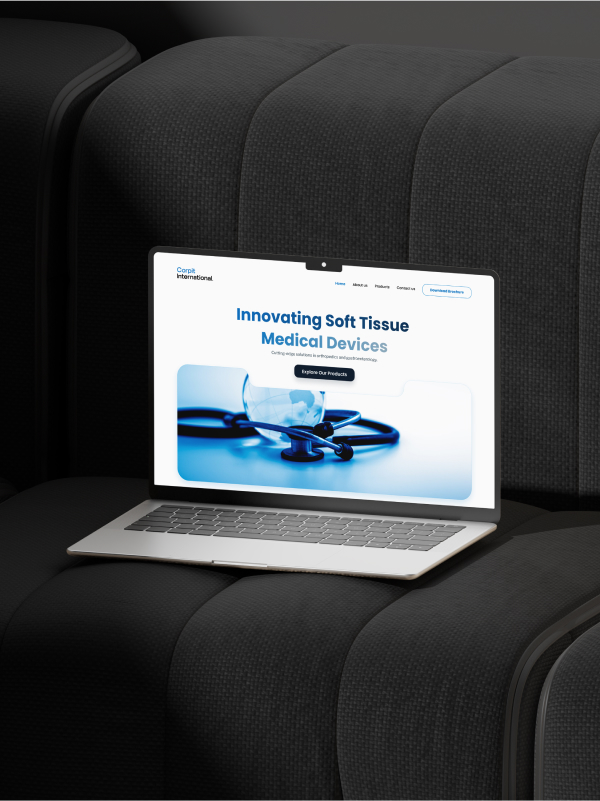 Corpit
International
Home About us Products Contact us Download Brochure
Innovating Soft Tissue
Medical Devices
Cutting edge solutions in orthopedics and gastroenterology
Explore Our Products